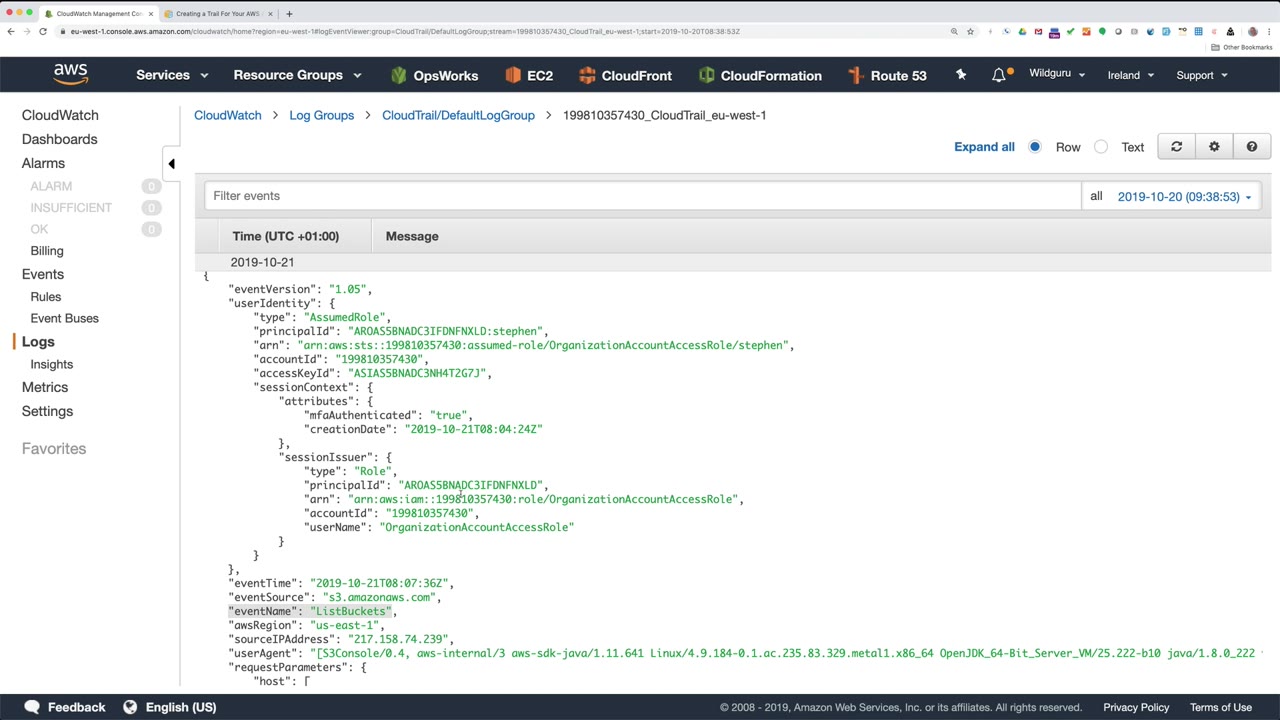 CloudWatch Management Con
Creating a Trail For Your AWS
eu-west-1.console.aws.amazon.com/cloudwatch/home?region=eu-west-1#logEventViewer:group=CloudTrail/DefaultLogGroup;stream=199810357430_CloudTrail_eu-west-1;start=2019-10-20T08:38:53Z
Other Bookmarks
aws Services Resource Groups OpsWorks EC2 CloudFront CloudFormation Route 53 Wildguru Ireland Support
CloudWatch
Dashboards
Alarms
ALARM 0
INSUFFICIENT 0
OK 0
Billing
Events
Rules
Event Buses
Logs
Insights
Metrics
Settings
Favorites
CloudWatch > Log Groups > CloudTrail/DefaultLogGroup > 199810357430_CloudTrail_eu-west-1
Expand all Row Text
Filter events all 2019-10-20 (09:38:53)
Time (UTC +01:00) Message
2019-10-21
{
"eventVersion": "1.05",
"userIdentity": {
"type": "AssumedRole",
"principalId": "AROAS5BNADC3IFDNFNXLD:stephen",
"arn": "arn:aws:sts::199810357430:assumed-role/OrganizationAccountAccessRole/stephen",
"accountId": "199810357430",
"accessKeyId": "ASIAS5BNADC3NH4T2G7J",
"sessionContext": {
"attributes": {
"mfaAuthenticated": "true",
"creationDate": "2019-10-21T08:04:24Z"
},
"sessionIssuer": {
"type": "Role",
"principalId": "AROAS5BNADC3IFDNFNXLD",
"arn": "arn:aws:iam::199810357430:role/OrganizationAccountAccessRole",
"accountId": "199810357430",
"userName": "OrganizationAccountAccessRole"
}
}
},
"eventTime": "2019-10-21T08:07:36Z",
"eventSource": "s3.amazonaws.com",
"eventName": "ListBuckets",
"awsRegion": "us-east-1",
"sourceIPAddress": "217.158.74.239",
"userAgent": "[S3Console/0.4, aws-internal/3 aws-sdk-java/1.11.641 Linux/4.9.184-0.1.ac.235.83.329.metal1.x86_64 OpenJDK_64-Bit_Server_VM/25.222-b10 java/1.8.0_222
"requestParameters": {
"host": [
Feedback English (US) © 2008 - 2019, Amazon Web Services, Inc. or its affiliates. All rights reserved. Privacy Policy Terms of Use